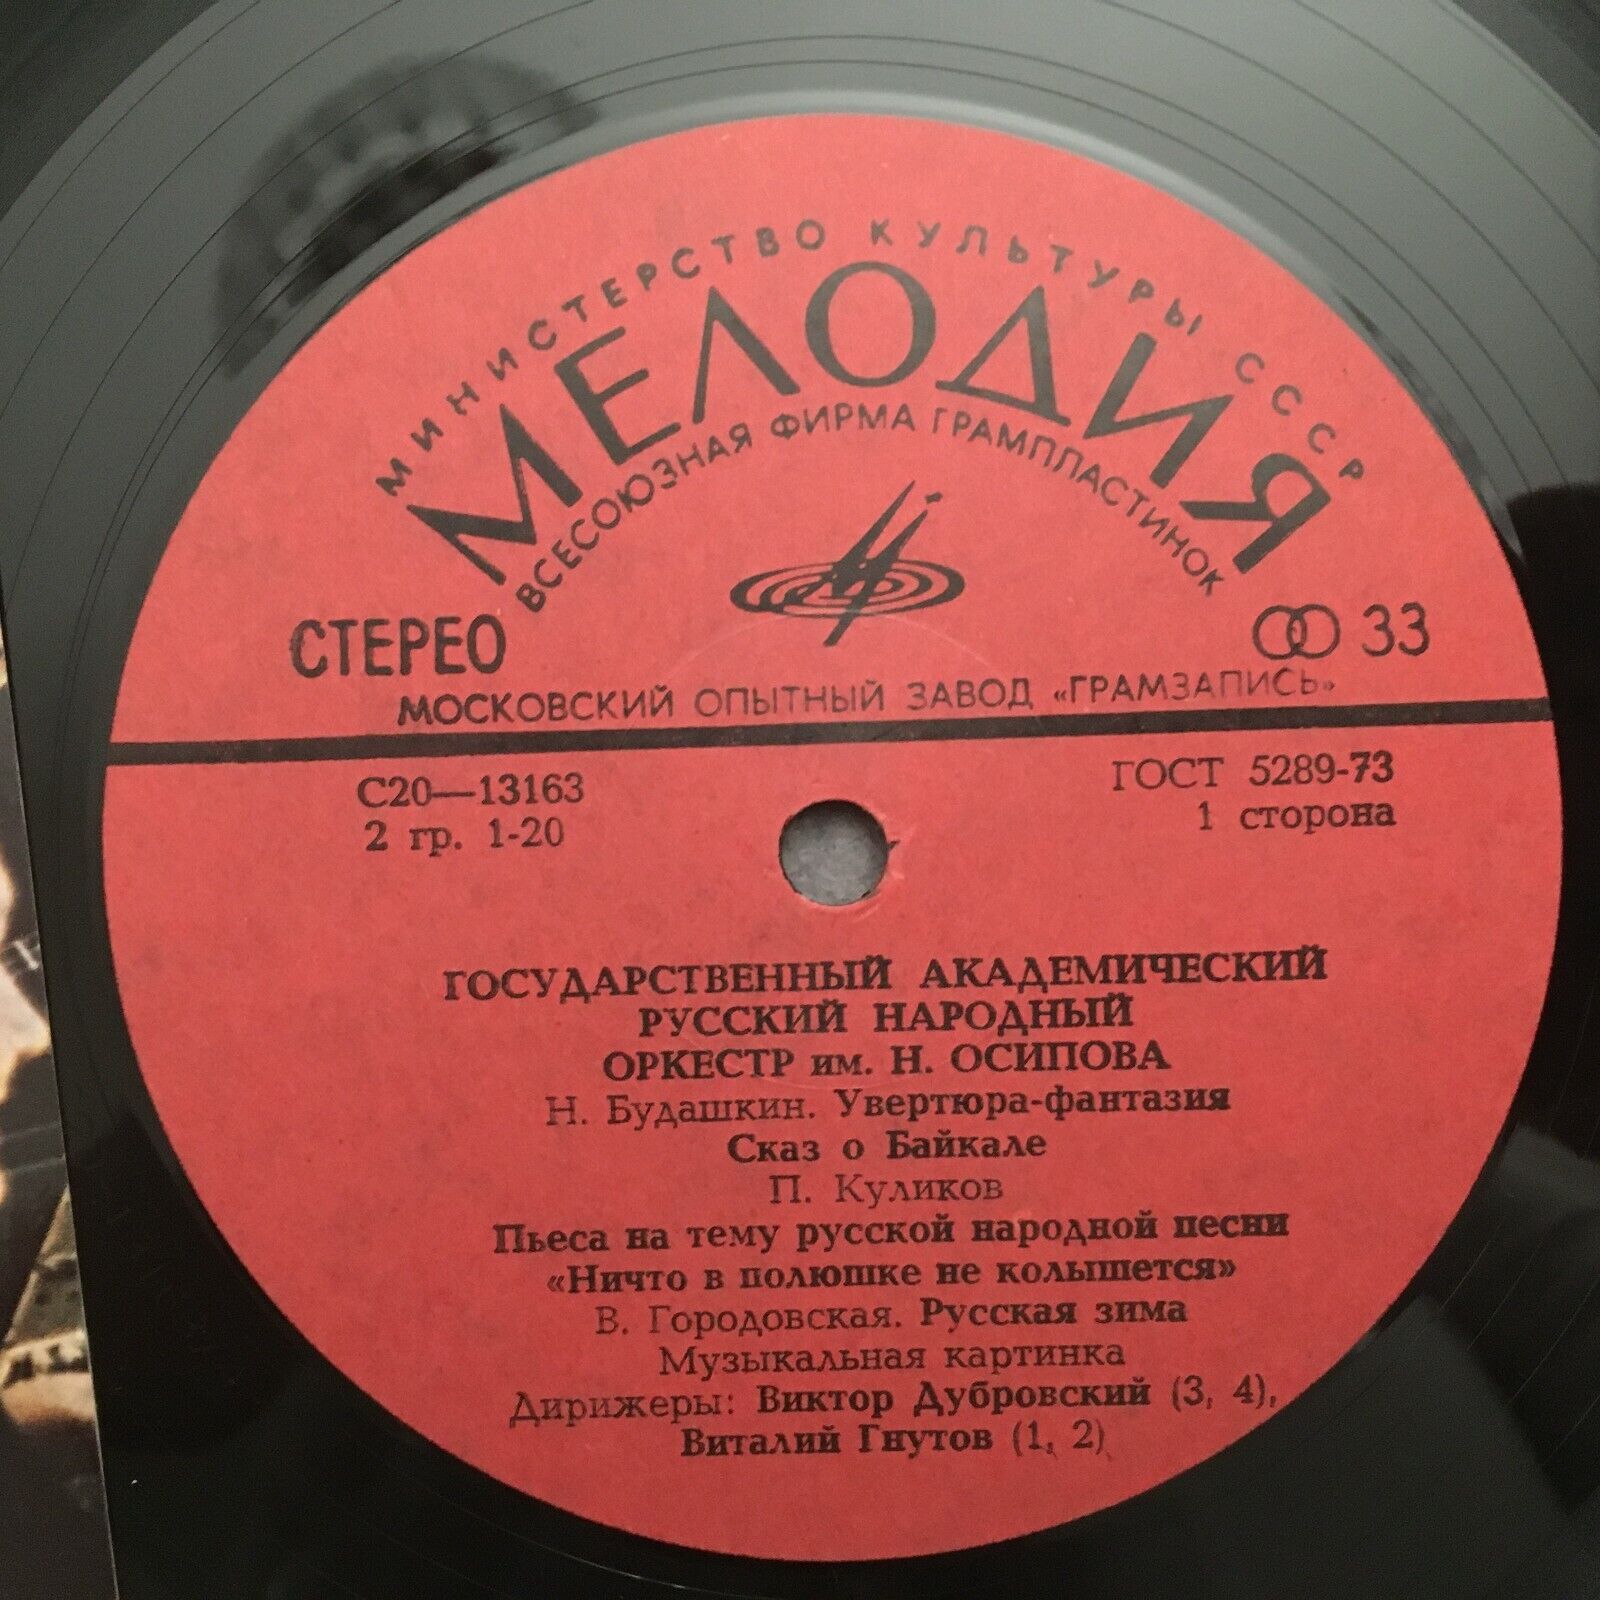 МИНИСТЕРСТВО КУЛЬТУРЫ СССР
МЕЛОДИЯ
ВСЕСОЮЗНАЯ ФИРМА ГРАМПЛАСТИНОК
СТЕРЕО
33
МОСКОВСКИЙ ОПЫТНЫЙ ЗАВОД «ГРАМЗАПИСЬ»
С20—13163
ГОСТ 5289-73
2 гр. 1-20
1 сторона
ГОСУДАРСТВЕННЫЙ АКАДЕМИЧЕСКИЙ
РУССКИЙ НАРОДНЫЙ
ОРКЕСТР им. Н. ОСИПОВА
Н. Будашкин. Увертюра-фантазия
Сказ о Байкале
П. Куликов
Пьеса на тему русской народной песни
«Ничто в полюшке не колышется»
В. Городовская. Русская зима
Музыкальная картинка
Дирижеры: Виктор Дубровский (3, 4),
Виталий Гнутов (1, 2)